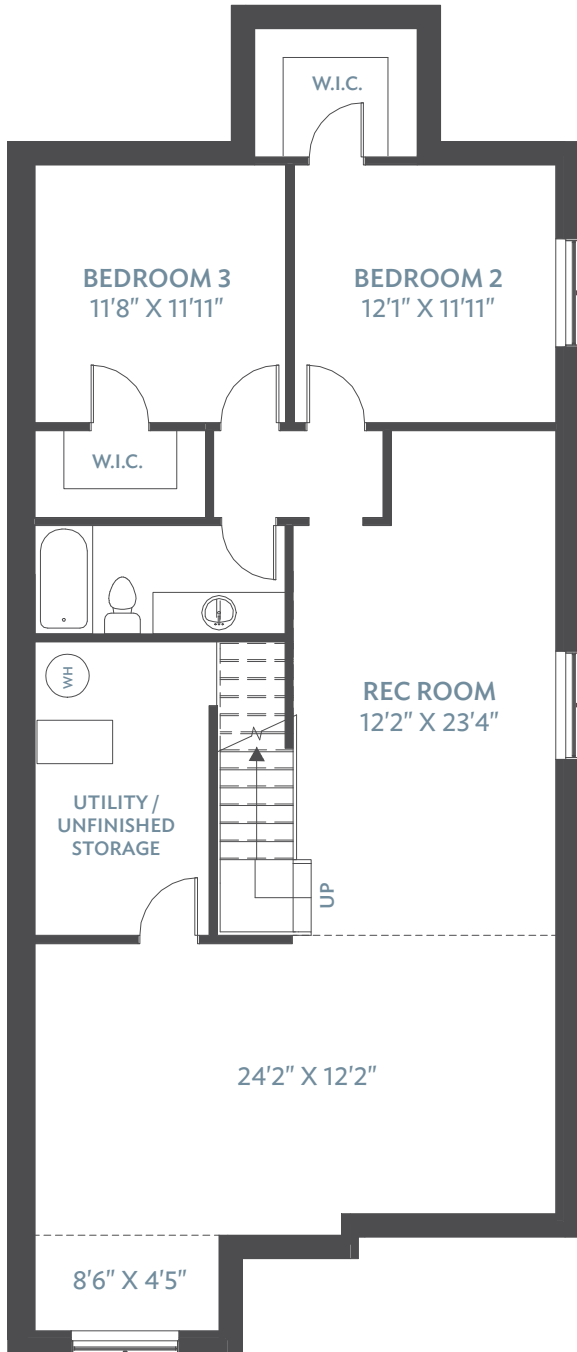 W.I.C.
BEDROOM 3
11'8" X 11'11"
BEDROOM 2
12'1" X 11'11"
W.I.C.
WH
REC ROOM
12'2" X 23'4"
UTILITY /
UNFINISHED
STORAGE
UP
24'2" X 12'2"
8'6" X 4'5"